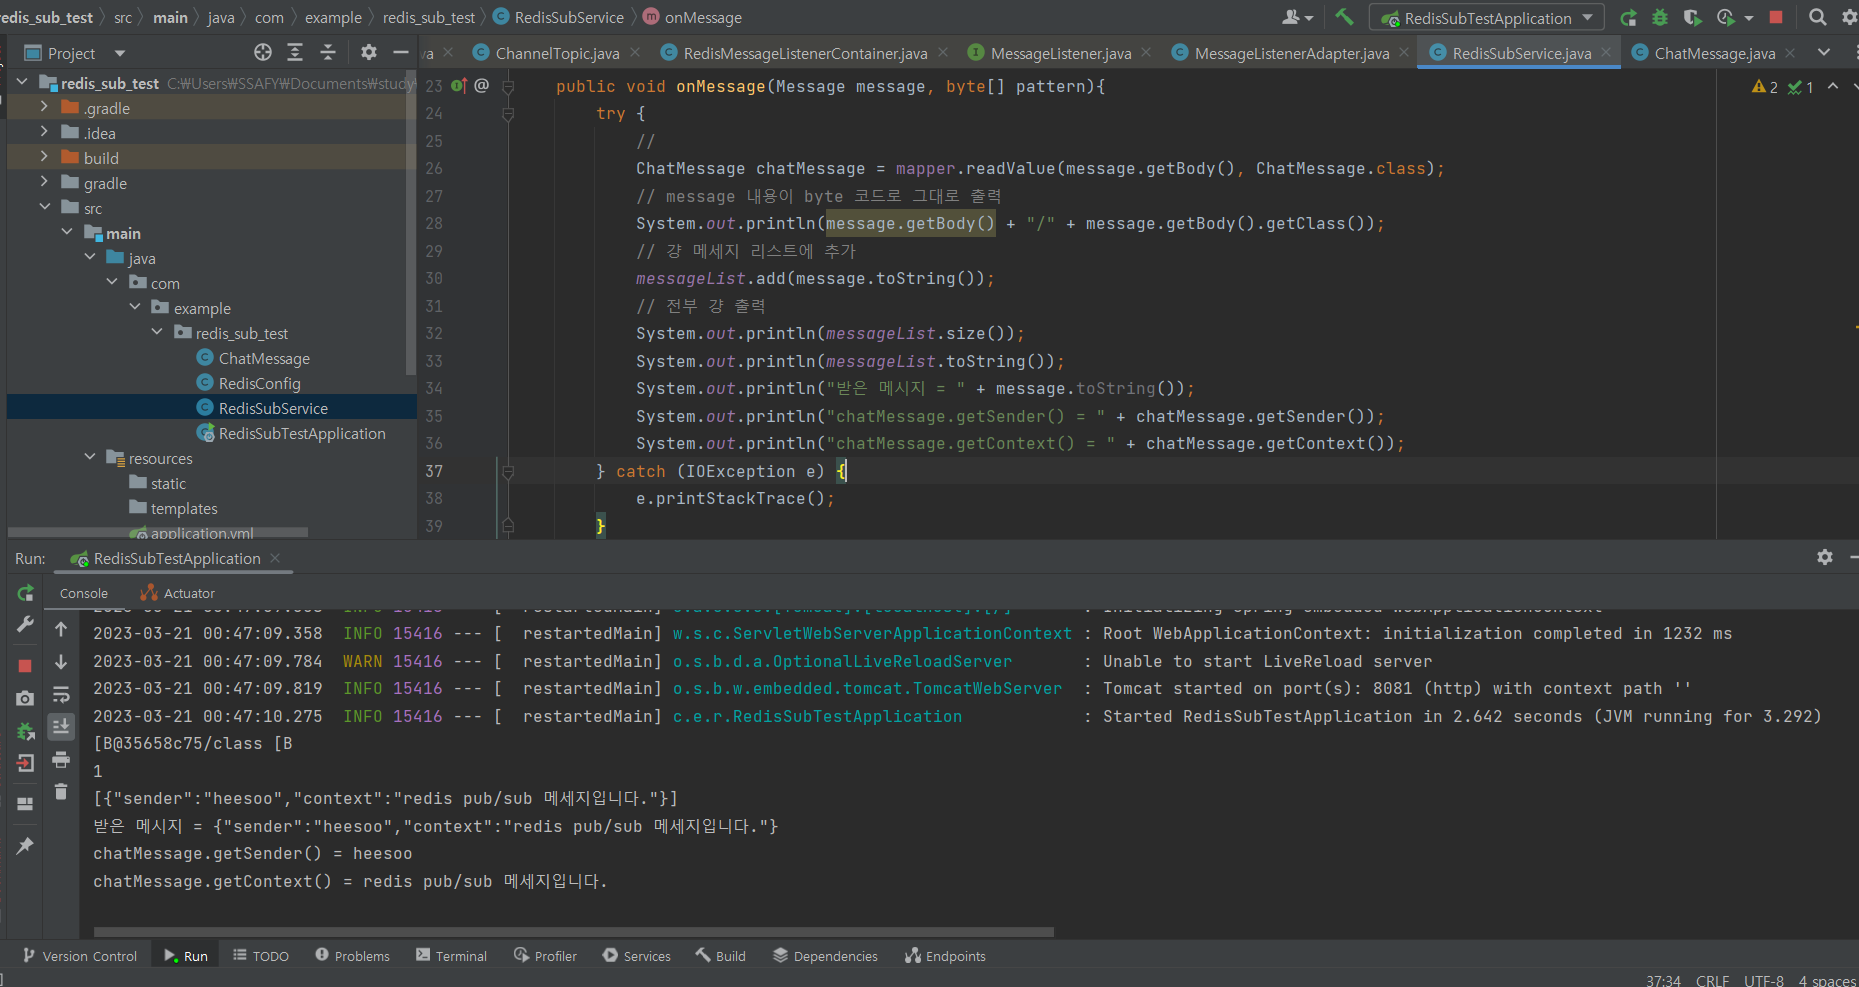 redis_sub_test 〉 src 〉 main 〉 java 〉 com 〉 example 〉 redis_sub_test 〉 RedisSubService 〉 onMessage
RedisSubTestApplication
Project
va ChannelTopic.java RedisMessageListenerContainer.java MessageListener.java MessageListenerAdapter.java RedisSubService.java ChatMessage.java
redis_sub_test C:₩Users₩SSAFY₩Documents₩study
.gradle
.idea
build
gradle
src
main
java
com
example
redis_sub_test
ChatMessage
RedisConfig
RedisSubService
RedisSubTestApplication
resources
static
templates
application.yml
2 1
23 @ public void onMessage(Message message, byte[] pattern){
24 try {
25 //
26 ChatMessage chatMessage = mapper.readValue(message.getBody(), ChatMessage.class);
27 // message 내용이 byte 코드로 그대로 출력
28 System.out.println(message.getBody() + "/" + message.getBody().getClass());
29 // 걍 메세지 리스트에 추가
30 messageList.add(message.toString());
31 // 전부 걍 출력
32 System.out.println(messageList.size());
33 System.out.println(messageList.toString());
34 System.out.println("받은 메시지 = " + message.toString());
35 System.out.println("chatMessage.getSender() = " + chatMessage.getSender());
36 System.out.println("chatMessage.getContext() = " + chatMessage.getContext());
37 } catch (IOException e) {
38 e.printStackTrace();
39 }
Run: RedisSubTestApplication
Console Actuator
2023-03-21 00:47:09.358 INFO 15416 --- [ restartedMain] w.s.c.ServletWebServerApplicationContext : Root WebApplicationContext: initialization completed in 1232 ms
2023-03-21 00:47:09.784 WARN 15416 --- [ restartedMain] o.s.b.d.a.OptionalLiveReloadServer : Unable to start LiveReload server
2023-03-21 00:47:09.819 INFO 15416 --- [ restartedMain] o.s.b.w.embedded.tomcat.TomcatWebServer : Tomcat started on port(s): 8081 (http) with context path ''
2023-03-21 00:47:10.275 INFO 15416 --- [ restartedMain] c.e.r.RedisSubTestApplication : Started RedisSubTestApplication in 2.642 seconds (JVM running for 3.292)
[B@35658c75/class [B
1
[{"sender":"heesoo","context":"redis pub/sub 메세지입니다."}]
받은 메시지 = {"sender":"heesoo","context":"redis pub/sub 메세지입니다."}
chatMessage.getSender() = heesoo
chatMessage.getContext() = redis pub/sub 메세지입니다.
Version Control Run TODO Problems Terminal Profiler Services Build Dependencies Endpoints
37:34 CRLF UTF-8 4 spaces